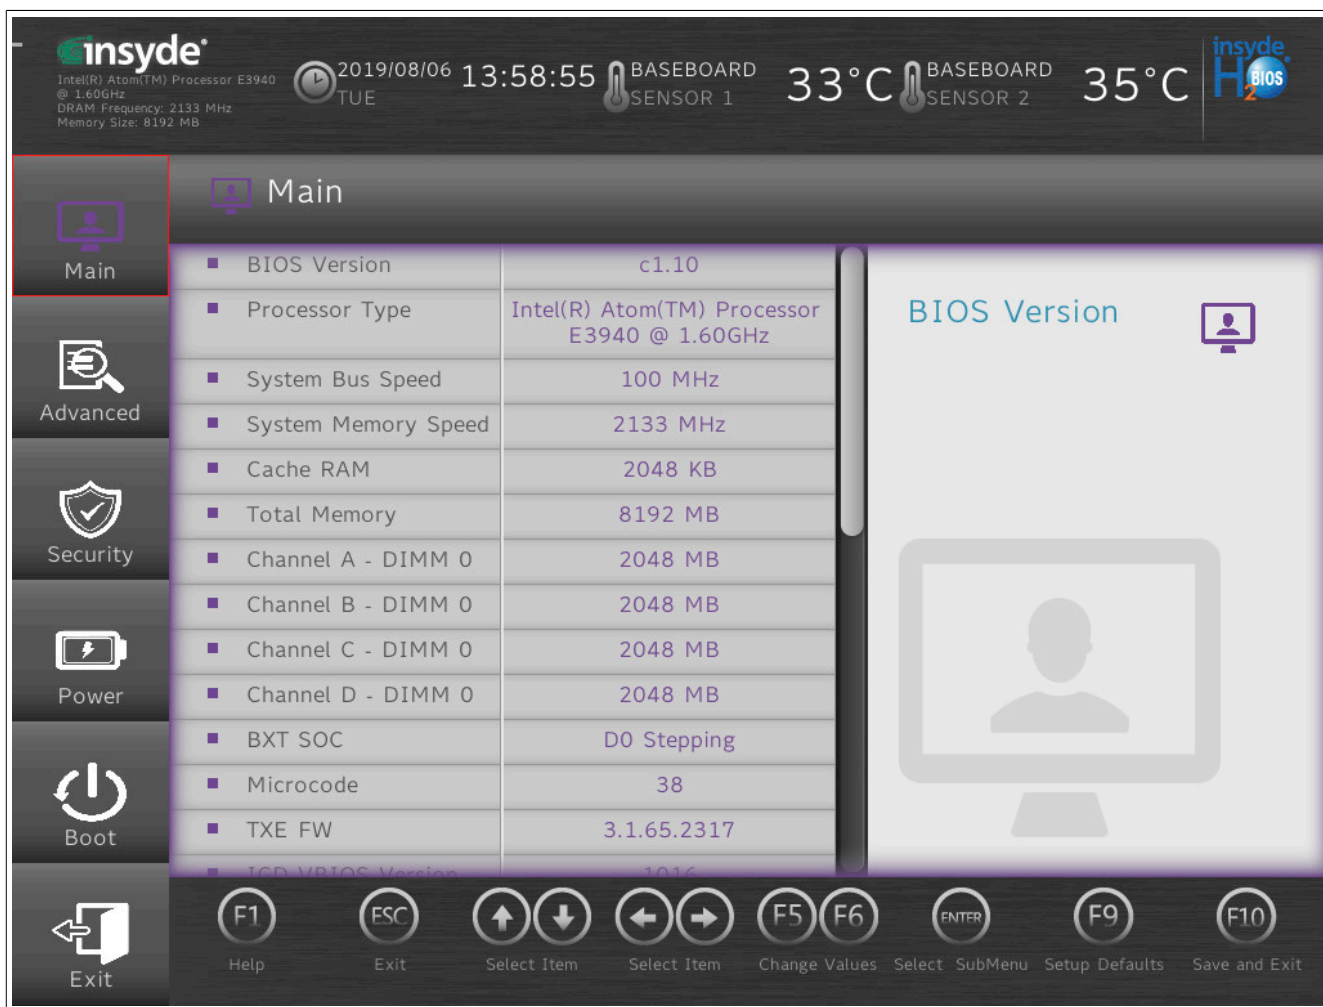 insyde
Intel(R) Atom(TM) Processor E3940
@ 1.60GHz
DRAM Frequency: 2133 MHz
Memory Size: 8192 MB
2019/08/06
TUE
13:58:55
BASEBOARD
SENSOR 1
33°C
BASEBOARD
SENSOR 2
35°C
insyde
H2O
BIOS
Main
Advanced
Security
Power
Boot
Exit
Main
BIOS Version c1.10
Processor Type Intel(R) Atom(TM) Processor
E3940 @ 1.60GHz
System Bus Speed 100 MHz
System Memory Speed 2133 MHz
Cache RAM 2048 KB
Total Memory 8192 MB
Channel A - DIMM 0 2048 MB
Channel B - DIMM 0 2048 MB
Channel C - DIMM 0 2048 MB
Channel D - DIMM 0 2048 MB
BXT SOC D0 Stepping
Microcode 38
TXE FW 3.1.65.2317
IGD VBIOS Version 1016
BIOS Version
F1 ESC F5 F6 ENTER F9 F10
Help Exit Select Item Select Item Change Values Select SubMenu Setup Defaults Save and Exit